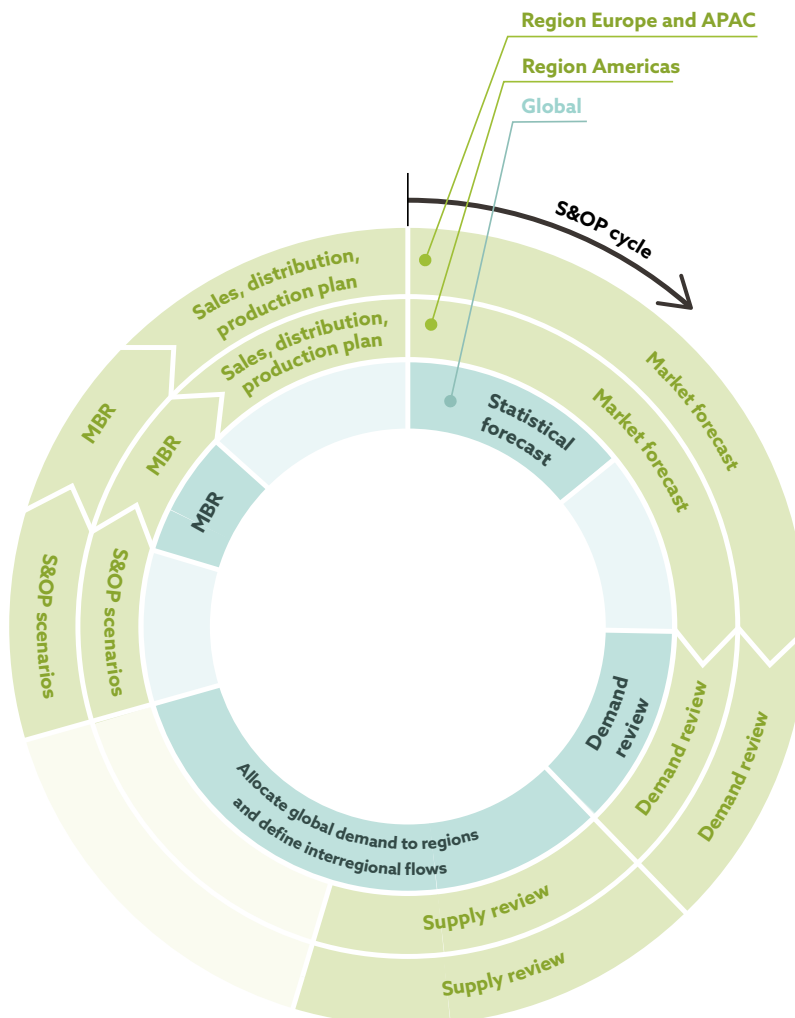 Region Europe and APAC
Region Americas
Global
S&OP cycle
Market forecast
Market forecast
Statistical
forecast
Demand
review
Demand review
Demand review
Supply review
Supply review
Allocate global demand to regions
and define interregional flows
S&OP scenarios
S&OP scenarios
MBR
MBR
MBR
Sales, distribution,
production plan
Sales, distribution,
production plan